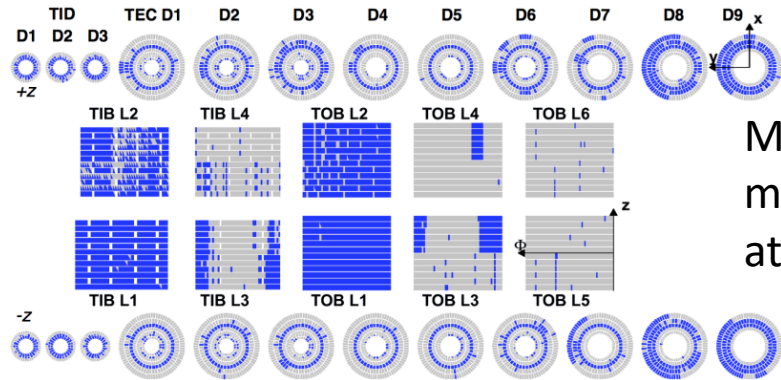 TID TEC D1 D2 D3 D4 D5 D6 D7 D8 D9
D1 D2 D3
x
y
+z
TIB L2 TIB L4 TOB L2 TOB L4 TOB L6
M
m
at
z
Φ
TIB L1 TIB L3 TOB L1 TOB L3 TOB L5
-z